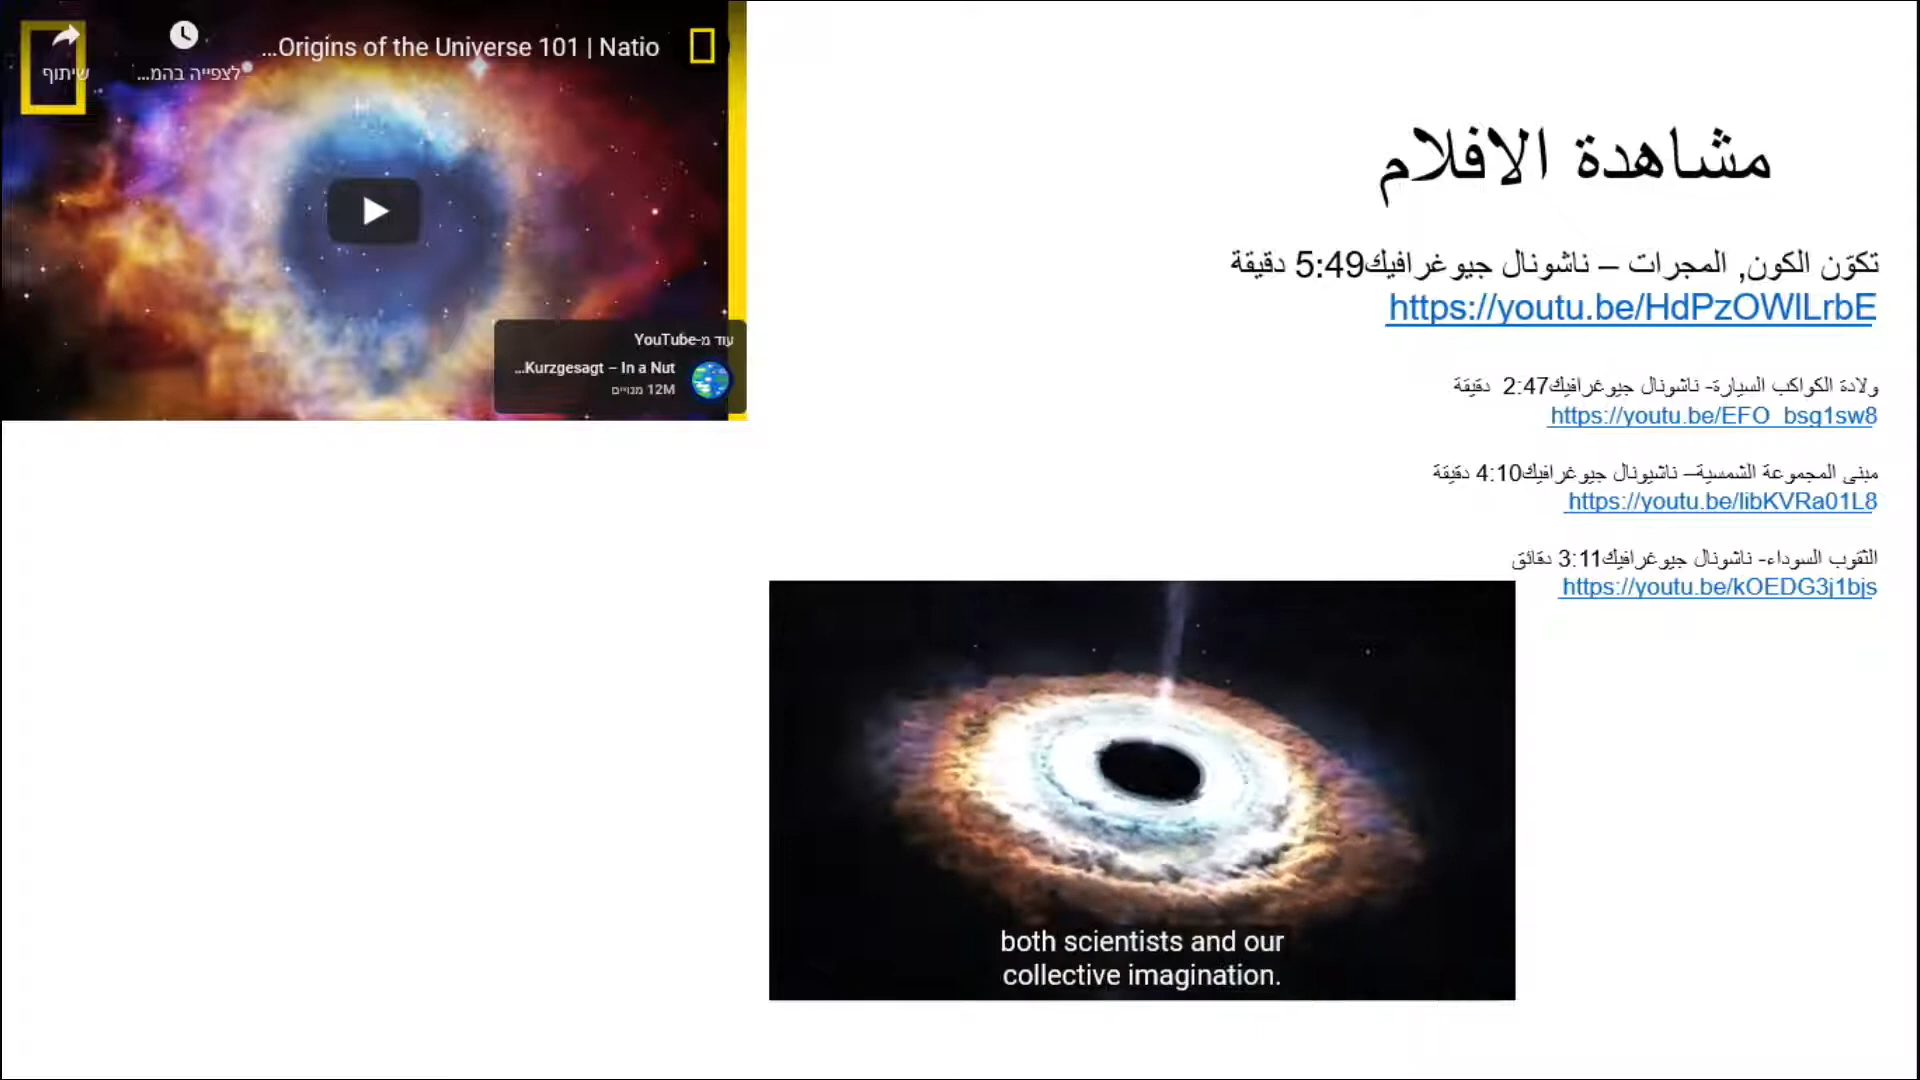 ...Origins of the Universe 101 | Natio
שיתוף
לצפייה בהמ...
עוד מ-YouTube
...Kurzgesagt – In a Nut
12M מנויים
مشاهدة الافلام
تكوّن الكون, المجرات – ناشونال جيوغرافيك5:49 دقيقة
https://youtu.be/HdPzOWlLrbE
ولادة الكواكب السيارة- ناشونال جيوغرافيك2:47 دقيقة
https://youtu.be/EFO_bsg1sw8
مبنى المجموعة الشمسية– ناشيونال جيوغرافيك4:10 دقيقة
https://youtu.be/libKVRa01L8
الثقوب السوداء- ناشونال جيوغرافيك3:11 دقائق
https://youtu.be/kOEDG3j1bjs
both scientists and our
collective imagination.